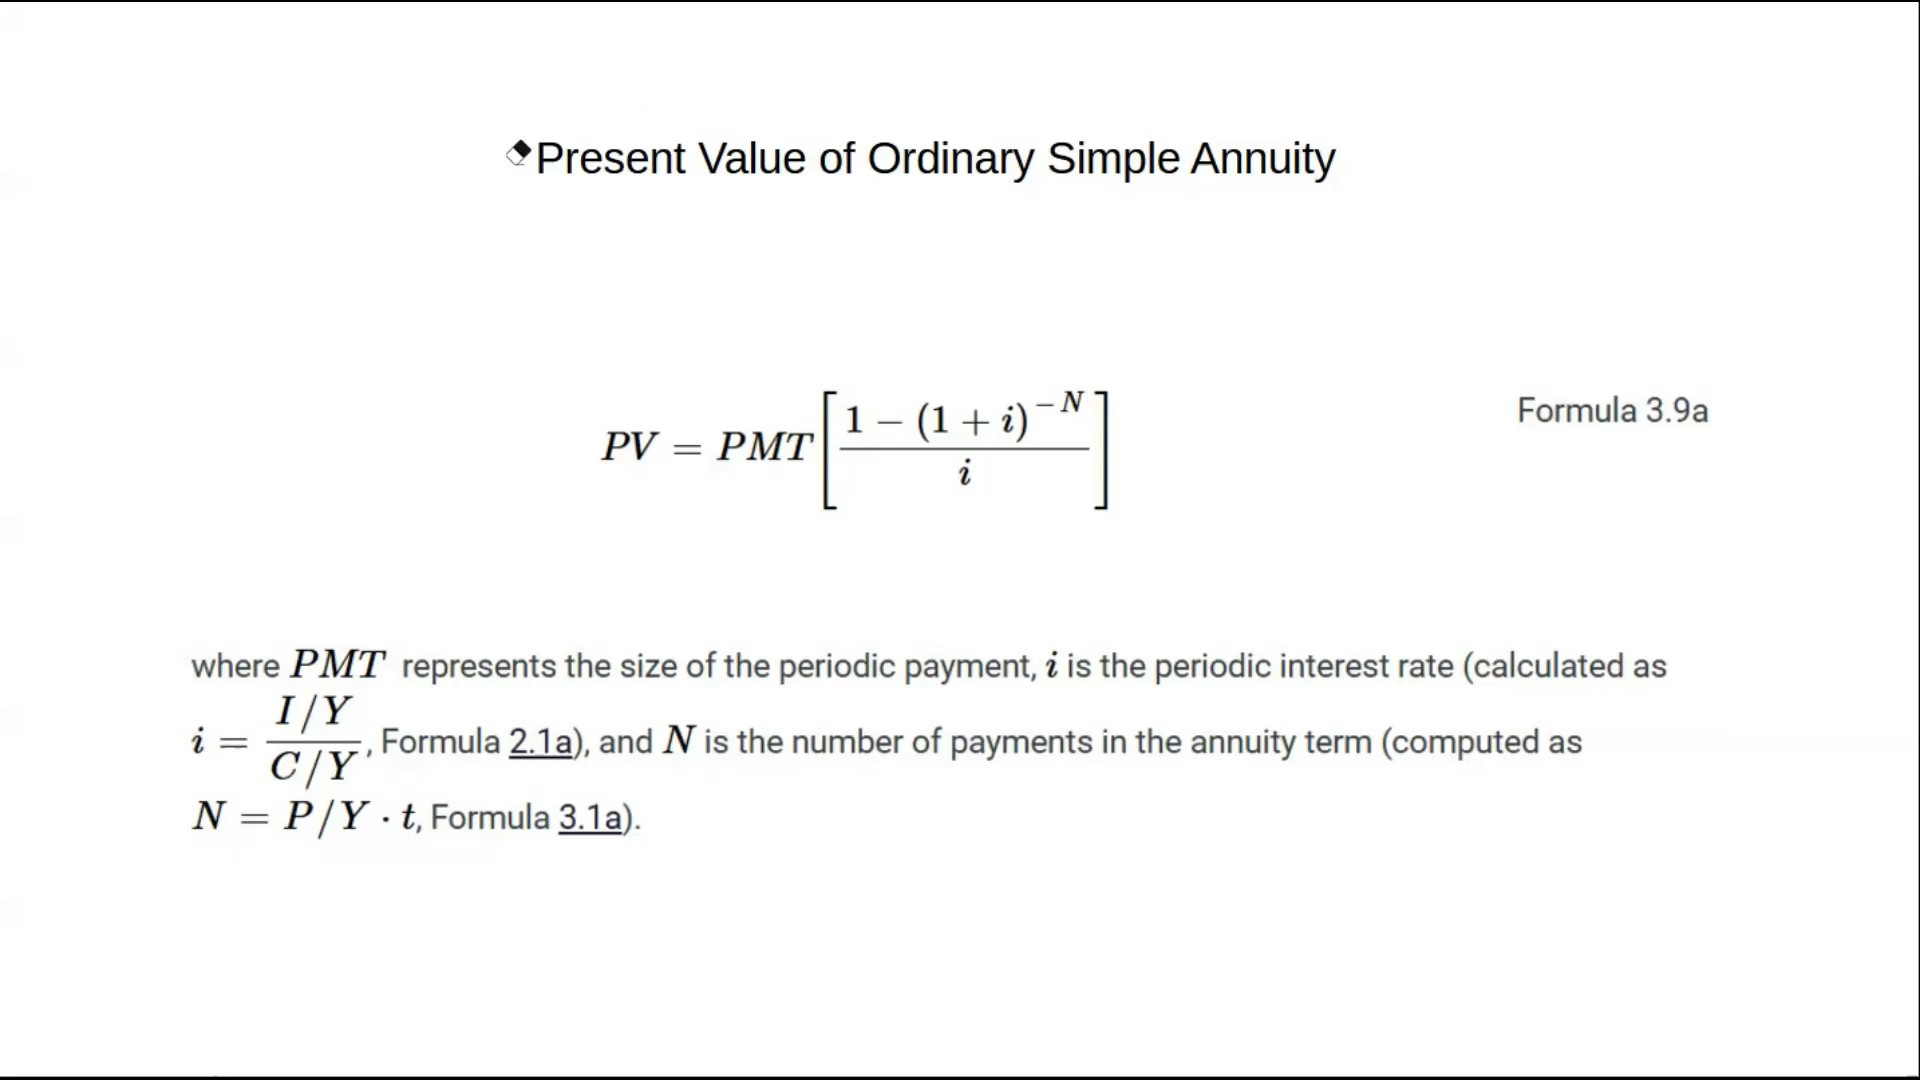 Present Value of Ordinary Simple Annuity
PV = PMT[(1 − (1 + i)^−N) / i]
Formula 3.9a
where PMT represents the size of the periodic payment, i is the periodic interest rate (calculated as
i = (I/Y)/(C/Y), Formula 2.1a), and N is the number of payments in the annuity term (computed as
N = P/Y · t, Formula 3.1a).